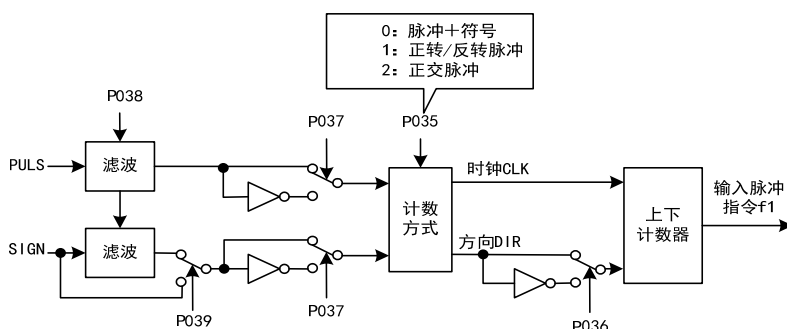 0: 脉冲＋符号
1: 正转/反转脉冲
2: 正交脉冲
P038
P037
P035
PULS
滤波
时钟CLK
计数
方式
上下
计数器
输入脉冲
指令f1
SIGN
滤波
方向DIR
P039
P037
P036